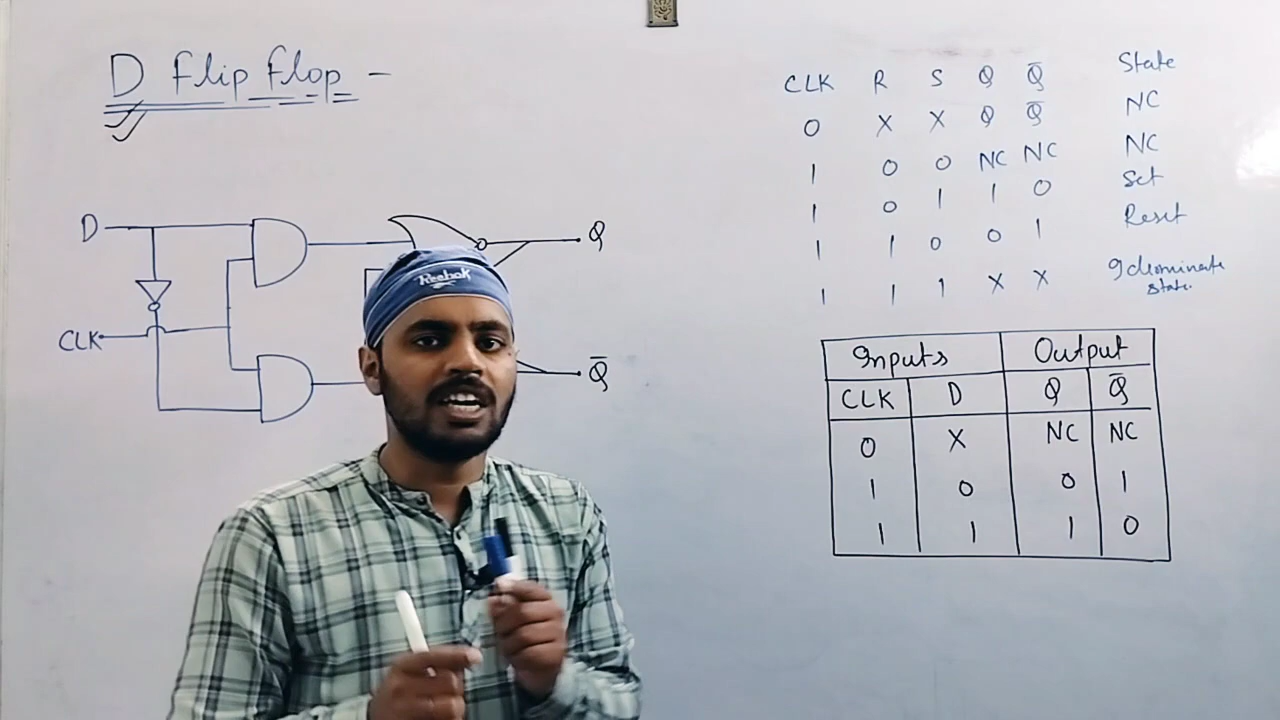 D Flip Flop -
D
CLK
Q
Q̅
Reebok
CLK R S Q Q̅ State
0 X X Q Q̅ NC
1 0 0 NC NC NC
1 0 1 1 0 Set
1 1 0 0 1 Reset
1 1 1 X X
state.
Inputs Output
CLK D Q Q̅
0 X NC NC
1 0 0 1
1 1 1 0